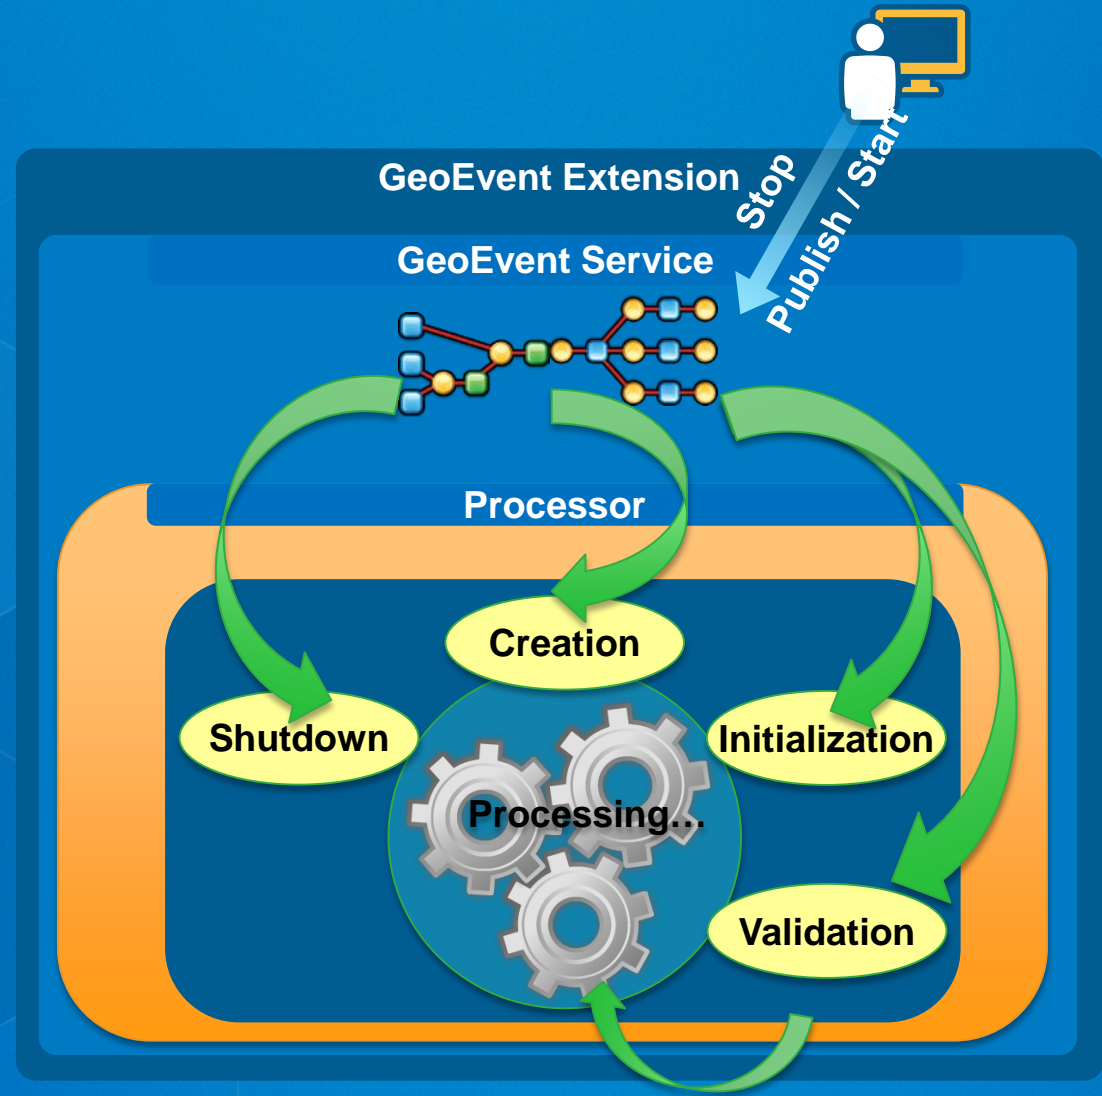 GeoEvent Extension
Stop
Publish / Start
GeoEvent Service
Processor
Creation
Shutdown
Initialization
Processing…
Validation